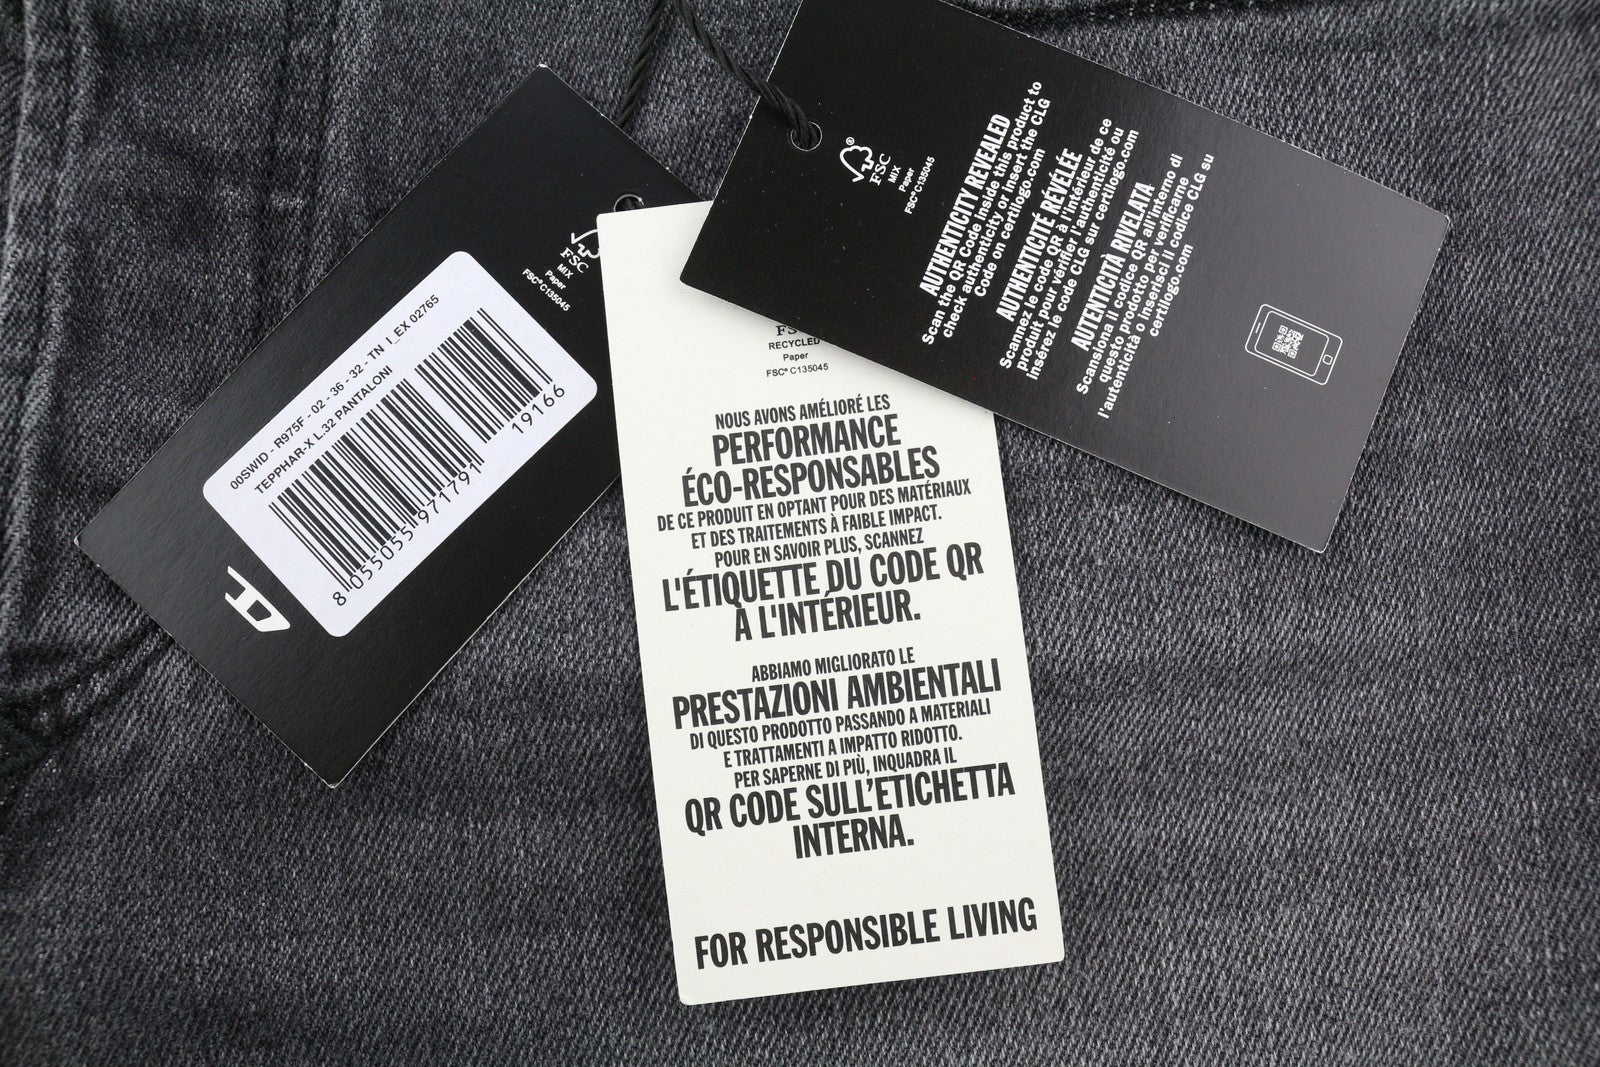 FSC
MIX
Paper
FSC® C135045
00SWID - R975F - 02 - 36 - 32 - TN I_EX 02765
TEPPHAR-X L.32 PANTALONI
19166
8 055055 971791
D
FSC
RECYCLED
Paper
FSC® C135045
NOUS AVONS AMÉLIORÉ LES
PERFORMANCE
ÉCO-RESPONSABLES
DE CE PRODUIT EN OPTANT POUR DES MATÉRIAUX
ET DES TRAITEMENTS À FAIBLE IMPACT.
POUR EN SAVOIR PLUS, SCANNEZ
L'ÉTIQUETTE DU CODE QR
À L'INTÉRIEUR.
ABBIAMO MIGLIORATO LE
PRESTAZIONI AMBIENTALI
DI QUESTO PRODOTTO PASSANDO A MATERIALI
E TRATTAMENTI A IMPATTO RIDOTTO.
PER SAPERNE DI PIÙ, INQUADRA IL
QR CODE SULL'ETICHETTA
INTERNA.
FOR RESPONSIBLE LIVING
®
FSC
MIX
Paper
FSC® C135045
AUTHENTICITY REVEALED
Scan the QR Code inside this product to
check authenticity or insert the CLG
Code on certilogo.com
AUTHENTICITÉ RÉVÉLÉE
Scannez le code QR à l'intérieur de ce
produit pour vérifier l'authenticité ou
insérez le code CLG sur certilogo.com
AUTENTICITÀ RIVELATA
Scansiona il codice QR all'interno di
questo prodotto per verificarne
l'autenticità o inserisci il codice CLG su
certilogo.com